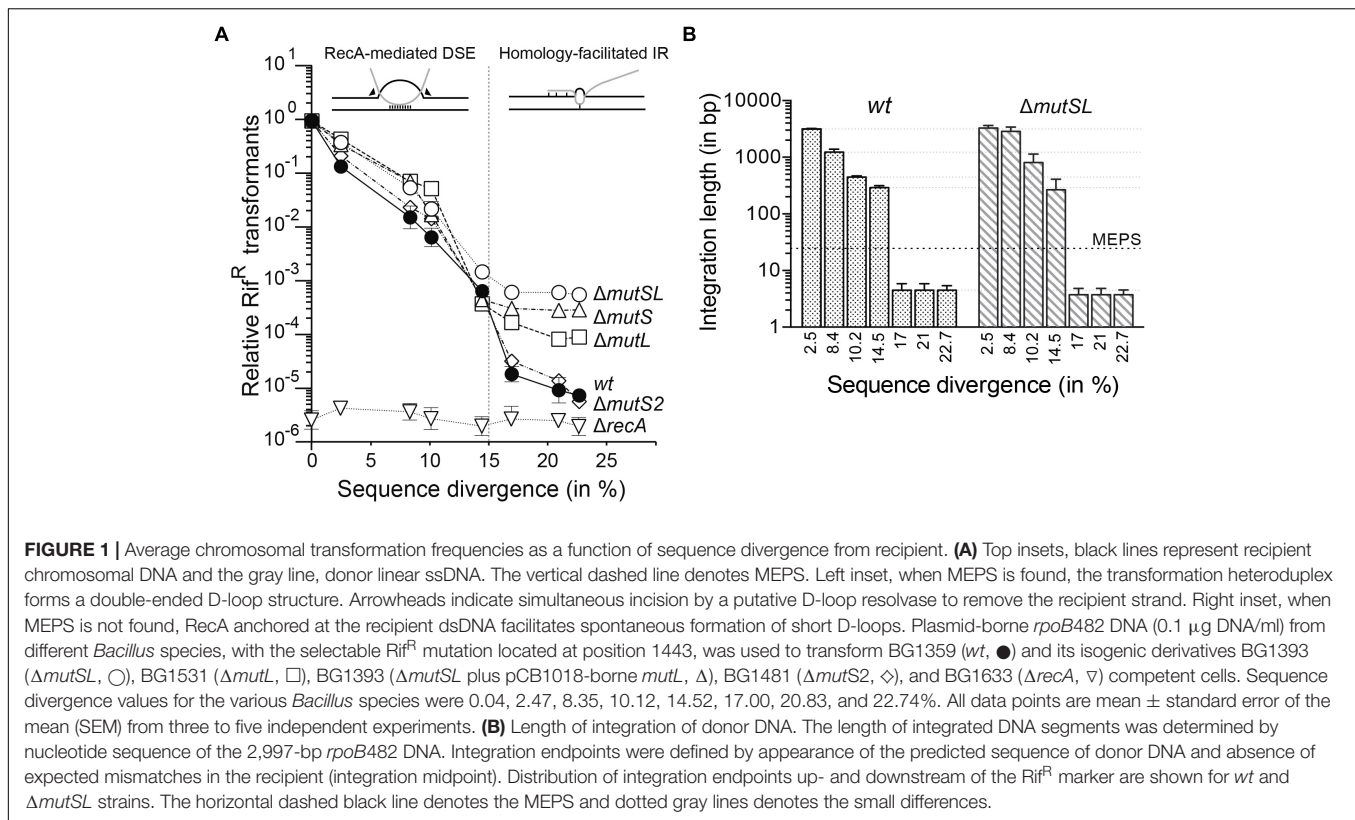 A
RecA-mediated DSE
Homology-facilitated IR
10^1
10^0
10^-1
10^-2
10^-3
10^-4
10^-5
10^-6
Relative Rif^R transformants
ΔmutSL
ΔmutS
ΔmutL
wt
ΔmutS2
ΔrecA
0 5 10 15 20 25
Sequence divergence (in %)
B
wt
ΔmutSL
10000
1000
100
10
1
Integration length (in bp)
MEPS
2.5 8.4 10.2 14.5 17 21 22.7 2.5 8.4 10.2 14.5 17 21 22.7
Sequence divergence (in %)
FIGURE 1 | Average chromosomal transformation frequencies as a function of sequence divergence from recipient. (A) Top insets, black lines represent recipient
chromosomal DNA and the gray line, donor linear ssDNA. The vertical dashed line denotes MEPS. Left inset, when MEPS is found, the transformation heteroduplex
forms a double-ended D-loop structure. Arrowheads indicate simultaneous incision by a putative D-loop resolvase to remove the recipient strand. Right inset, when
MEPS is not found, RecA anchored at the recipient dsDNA facilitates spontaneous formation of short D-loops. Plasmid-borne rpoB482 DNA (0.1 μg DNA/ml) from
different Bacillus species, with the selectable Rif^R mutation located at position 1443, was used to transform BG1359 (wt, ●) and its isogenic derivatives BG1393
(ΔmutSL, ○), BG1531 (ΔmutL, □), BG1393 (ΔmutSL plus pCB1018-borne mutL, Δ), BG1481 (ΔmutS2, ◇), and BG1633 (ΔrecA, ▽) competent cells. Sequence
divergence values for the various Bacillus species were 0.04, 2.47, 8.35, 10.12, 14.52, 17.00, 20.83, and 22.74%. All data points are mean ± standard error of the
mean (SEM) from three to five independent experiments. (B) Length of integration of donor DNA. The length of integrated DNA segments was determined by
nucleotide sequence of the 2,997-bp rpoB482 DNA. Integration endpoints were defined by appearance of the predicted sequence of donor DNA and absence of
expected mismatches in the recipient (integration midpoint). Distribution of integration endpoints up- and downstream of the Rif^R marker are shown for wt and
ΔmutSL strains. The horizontal dashed black line denotes the MEPS and dotted gray lines denotes the small differences.